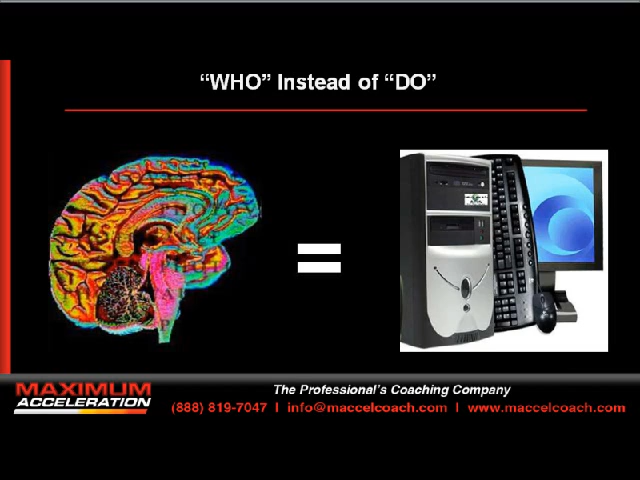 “WHO” Instead of “DO”
=
MAXIMUM
ACCELERATION
The Professional's Coaching Company
(888) 819-7047 I info@maccelcoach.com I www.maccelcoach.com